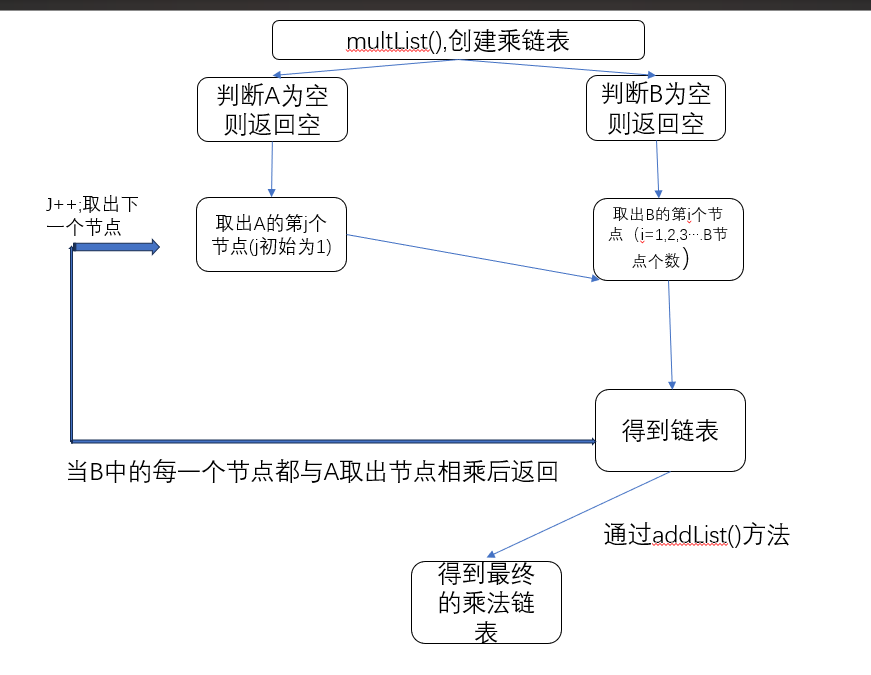 multList(),创建乘链表
判断A为空
则返回空
判断B为空
则返回空
J++;取出下
一个节点
取出A的第j个
节点(j初始为1)
取出B的第i个节
点（i=1,2,3….B节
点个数）
得到链表
当B中的每一个节点都与A取出节点相乘后返回
通过addList()方法
得到最终
的乘法链
表